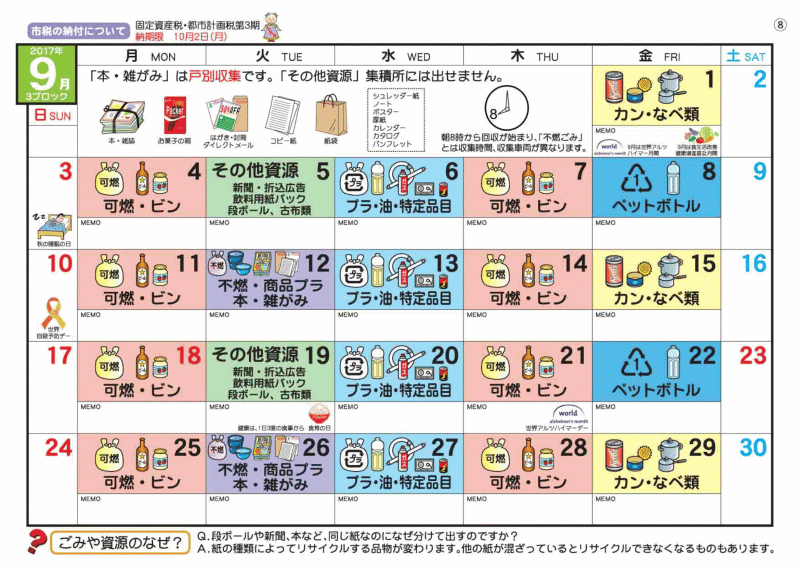 市税の納付について
固定資産税・都市計画税第3期
納期限 10月2日(月)
⑧
2017年
9月
3ブロック
日 SUN
月 MON
火 TUE
水 WED
木 THU
金 FRI
土 SAT
「本・雑がみ」は戸別収集です。「その他資源」集積所には出せません。
本・雑誌
お菓子の箱
はがき・封筒
ダイレクトメール
コピー紙
紙袋
シュレッダー紙
ノート
ポスター
厚紙
カレンダー
カタログ
パンフレット
8
朝8時から回収が始まり、「不燃ごみ」
とは収集時間、収集車両が異なります。
1
カン・なべ類
MEMO
world
alzheimer's month
9月は世界アルツ
ハイマー月間
9月は食生活改善
普及月間
2
3
秋の睡眠の日
4
可燃
可燃・ビン
MEMO
5
その他資源
新聞・折込広告
飲料用紙パック
段ボール、古布類
MEMO
6
プラ
プラ・油・特定品目
MEMO
7
可燃
可燃・ビン
MEMO
8
1
ペットボトル
MEMO
9
10
世界
自殺予防デー
11
可燃
可燃・ビン
MEMO
12
不燃
不燃・商品プラ
本・雑がみ
MEMO
13
プラ
プラ・油・特定品目
MEMO
14
可燃
可燃・ビン
MEMO
15
カン・なべ類
MEMO
16
17
18
可燃
可燃・ビン
MEMO
19
その他資源
新聞・折込広告
飲料用紙パック
段ボール、古布類
MEMO
健康は、1日3度の食事から 食育の日
20
プラ
プラ・油・特定品目
MEMO
21
可燃
可燃・ビン
MEMO
world
alzheimer's month
世界アルツハイマーデー
22
1
ペットボトル
MEMO
23
24
25
可燃
可燃・ビン
MEMO
26
不燃
不燃・商品プラ
本・雑がみ
MEMO
27
プラ
プラ・油・特定品目
MEMO
28
可燃
可燃・ビン
MEMO
29
カン・なべ類
MEMO
30
ごみや資源のなぜ?
Q. 段ボールや新聞、本など、同じ紙なのになぜ分けて出すのですか?
A. 紙の種類によってリサイクルする品物が変わります。他の紙が混ざっているとリサイクルできなくなるものもあります。